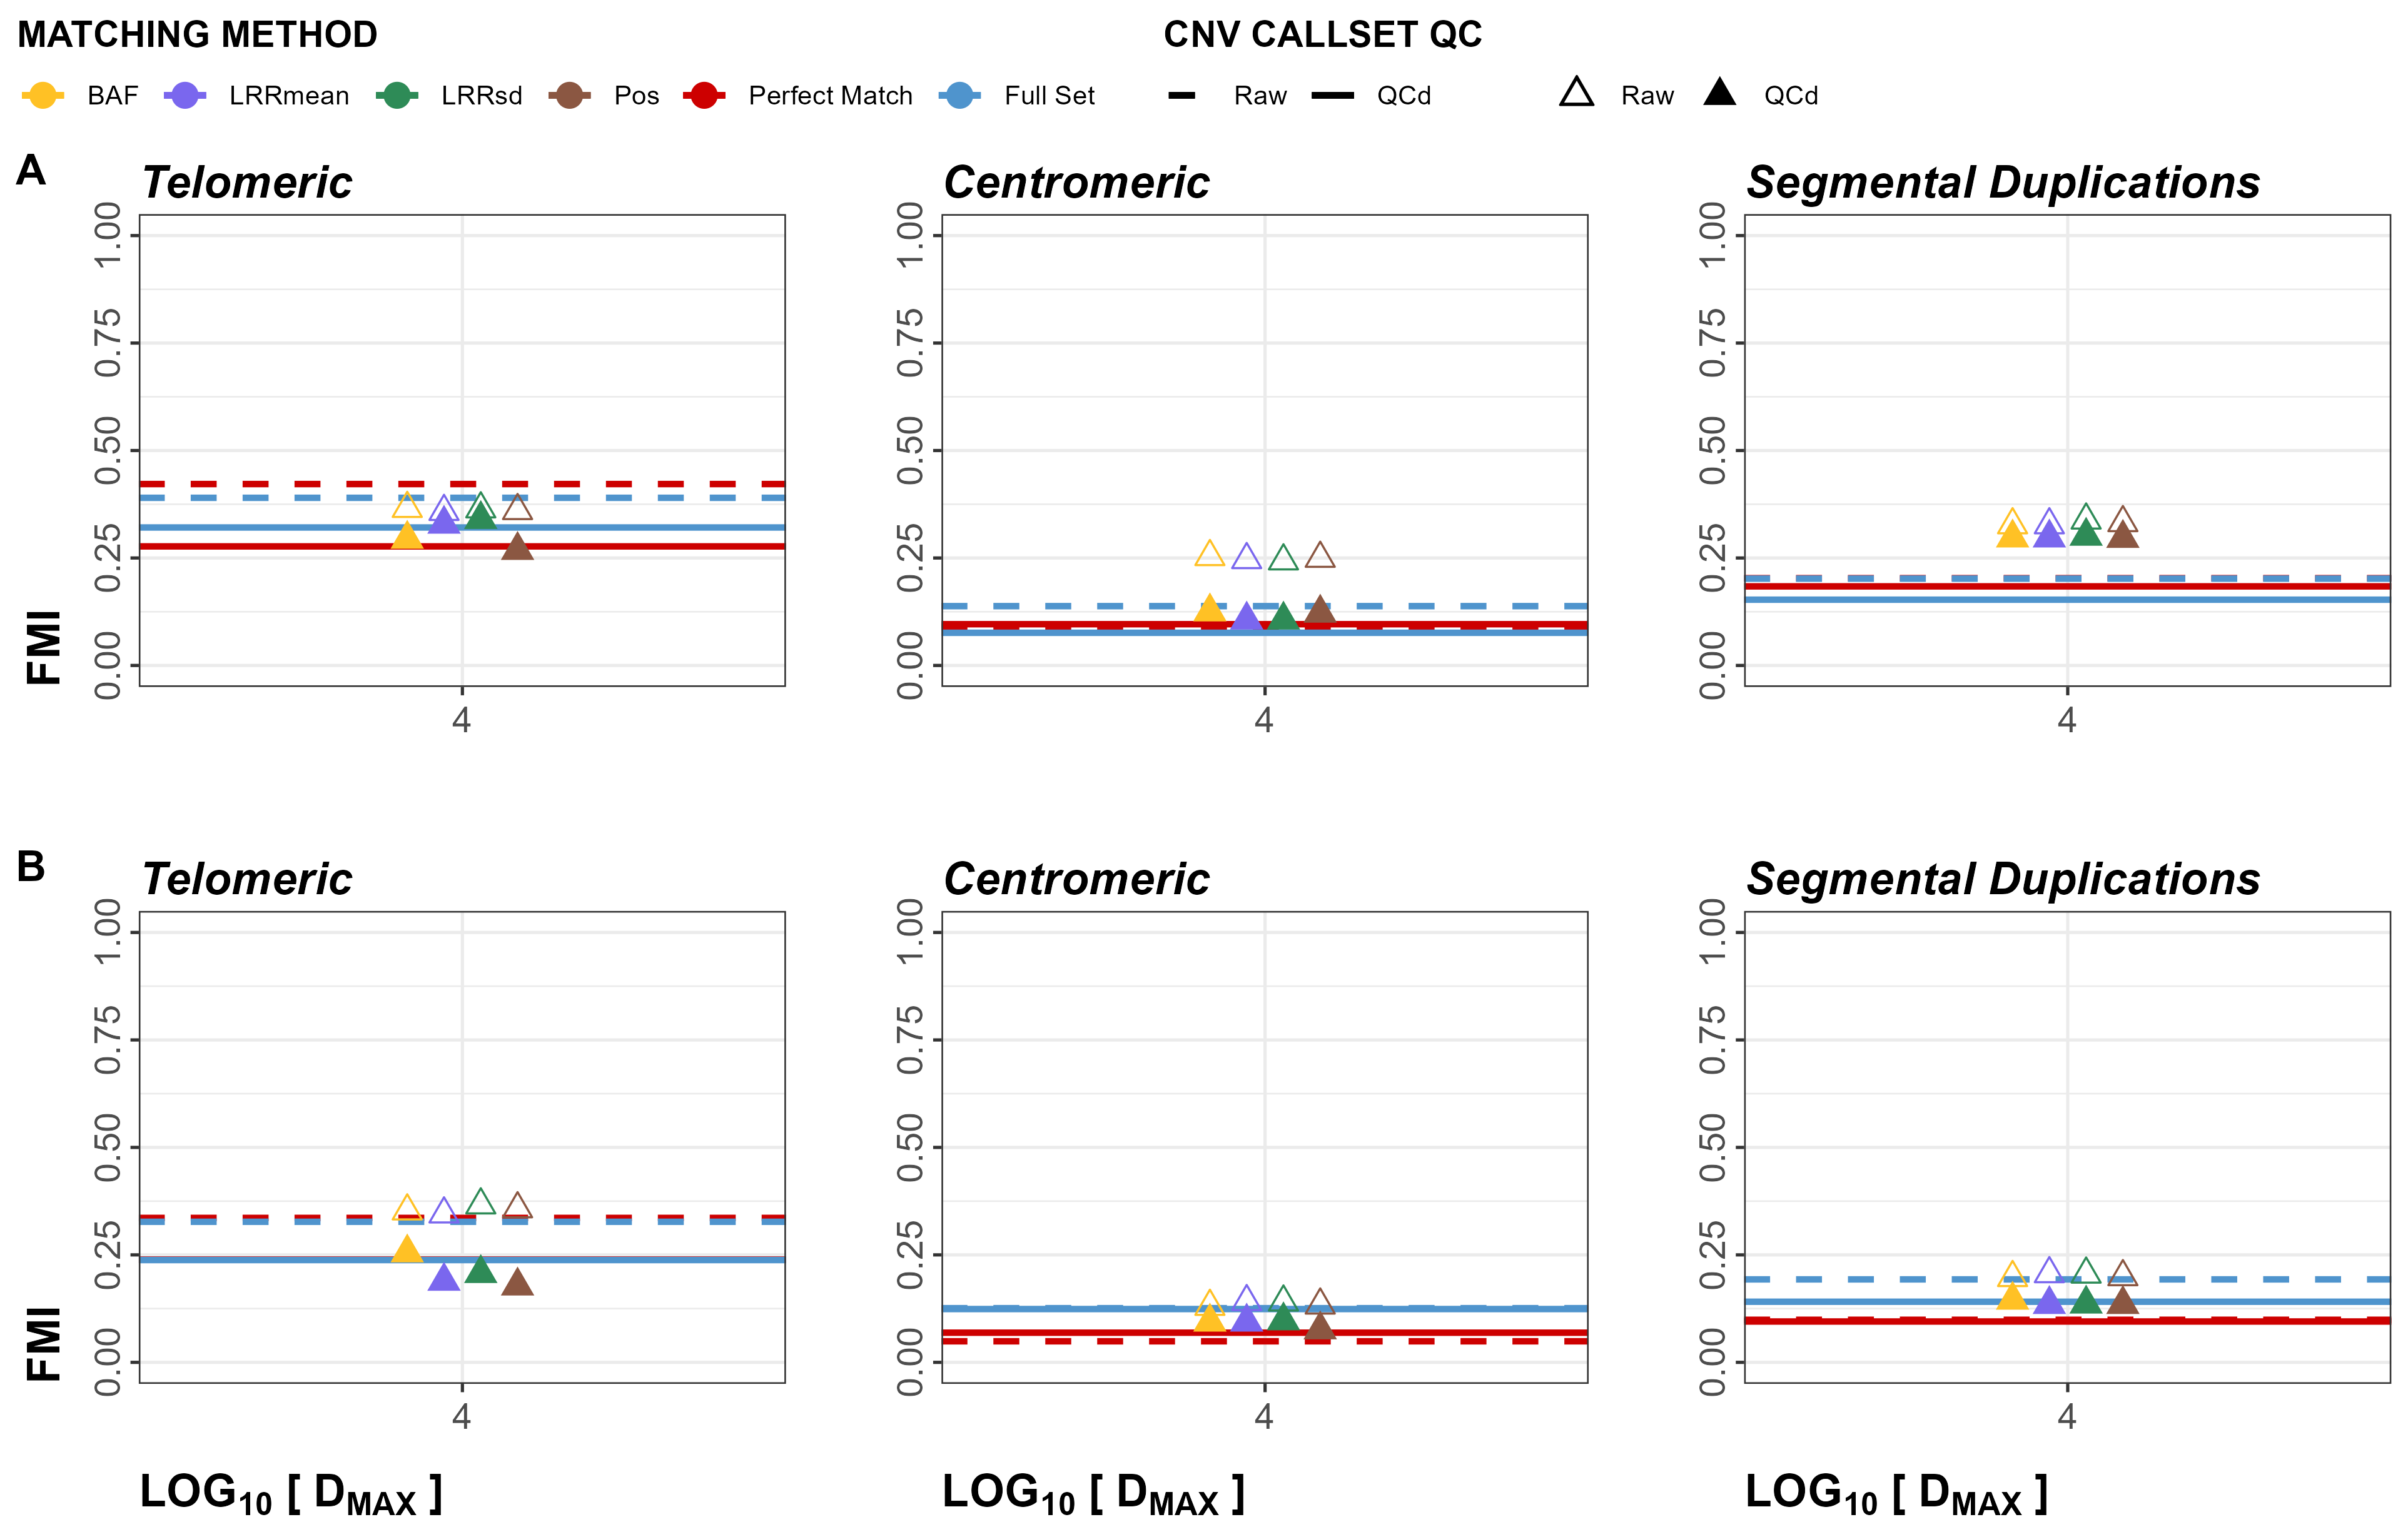 MATCHING METHOD CNV CALLSET QC
BAF LRRmean LRRsd Pos Perfect Match Full Set Raw QCd Raw QCd
A
Telomeric Centromeric Segmental Duplications
1.00 1.00 1.00
0.75 0.75 0.75
0.50 0.50 0.50
0.25 0.25 0.25
0.00 0.00 0.00
FMI
4 4 4
B
Telomeric Centromeric Segmental Duplications
1.00 1.00 1.00
0.75 0.75 0.75
0.50 0.50 0.50
0.25 0.25 0.25
0.00 0.00 0.00
FMI
4 4 4
LOG10 [ DMAX ] LOG10 [ DMAX ] LOG10 [ DMAX ]